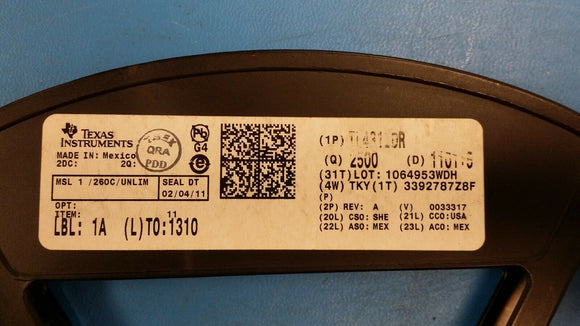 TEXAS
INSTRUMENTS
MADE IN: Mexico
2DC: 2Q:
QRA
PDD
Pb
G4
e
MSL 1 /260C/UNLIM SEAL DT
02/04/11
OPT:
ITEM: 11
LBL: 1A (L)TO:1310
(1P)
(Q) 2500 (D)
(31T)LOT: 1064953WDH
(4W) TKY(1T) 3392787Z8F
(P)
(2P) REV: A (V) 0033317
(20L) CSO: SHE (21L) CCO:USA
(22L) ASO: MEX (23L) ACO: MEX